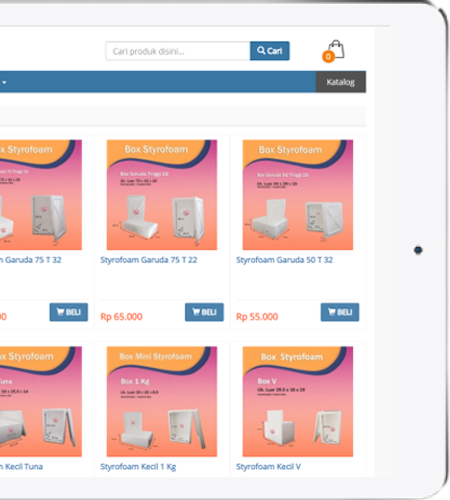 Cari produk disini...
Cari
0
Katalog
x Styrofoam
Box Styrofoam
Box Styrofoam
Box Garuda Tinggi 22
Box Garuda 50 Tinggi 32
m Garuda 75 T 32
Styrofoam Garuda 75 T 22
Styrofoam Garuda 50 T 32
00
BELI
Rp 65.000
BELI
Rp 55.000
BELI
x Styrofoam
Box Mini Styrofoam
Box Styrofoam
Tuna
Box 1 Kg
Box V
m Kecil Tuna
Styrofoam Kecil 1 Kg
Styrofoam Kecil V